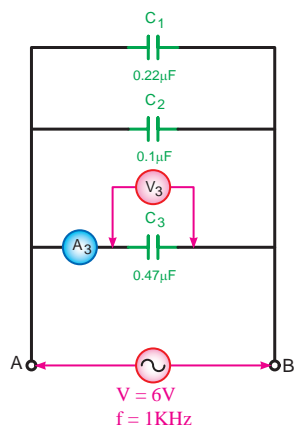 C1
0.22µF
C2
0.1µF
V3
C3
A3
0.47µF
A
B
V = 6V
f = 1KHz